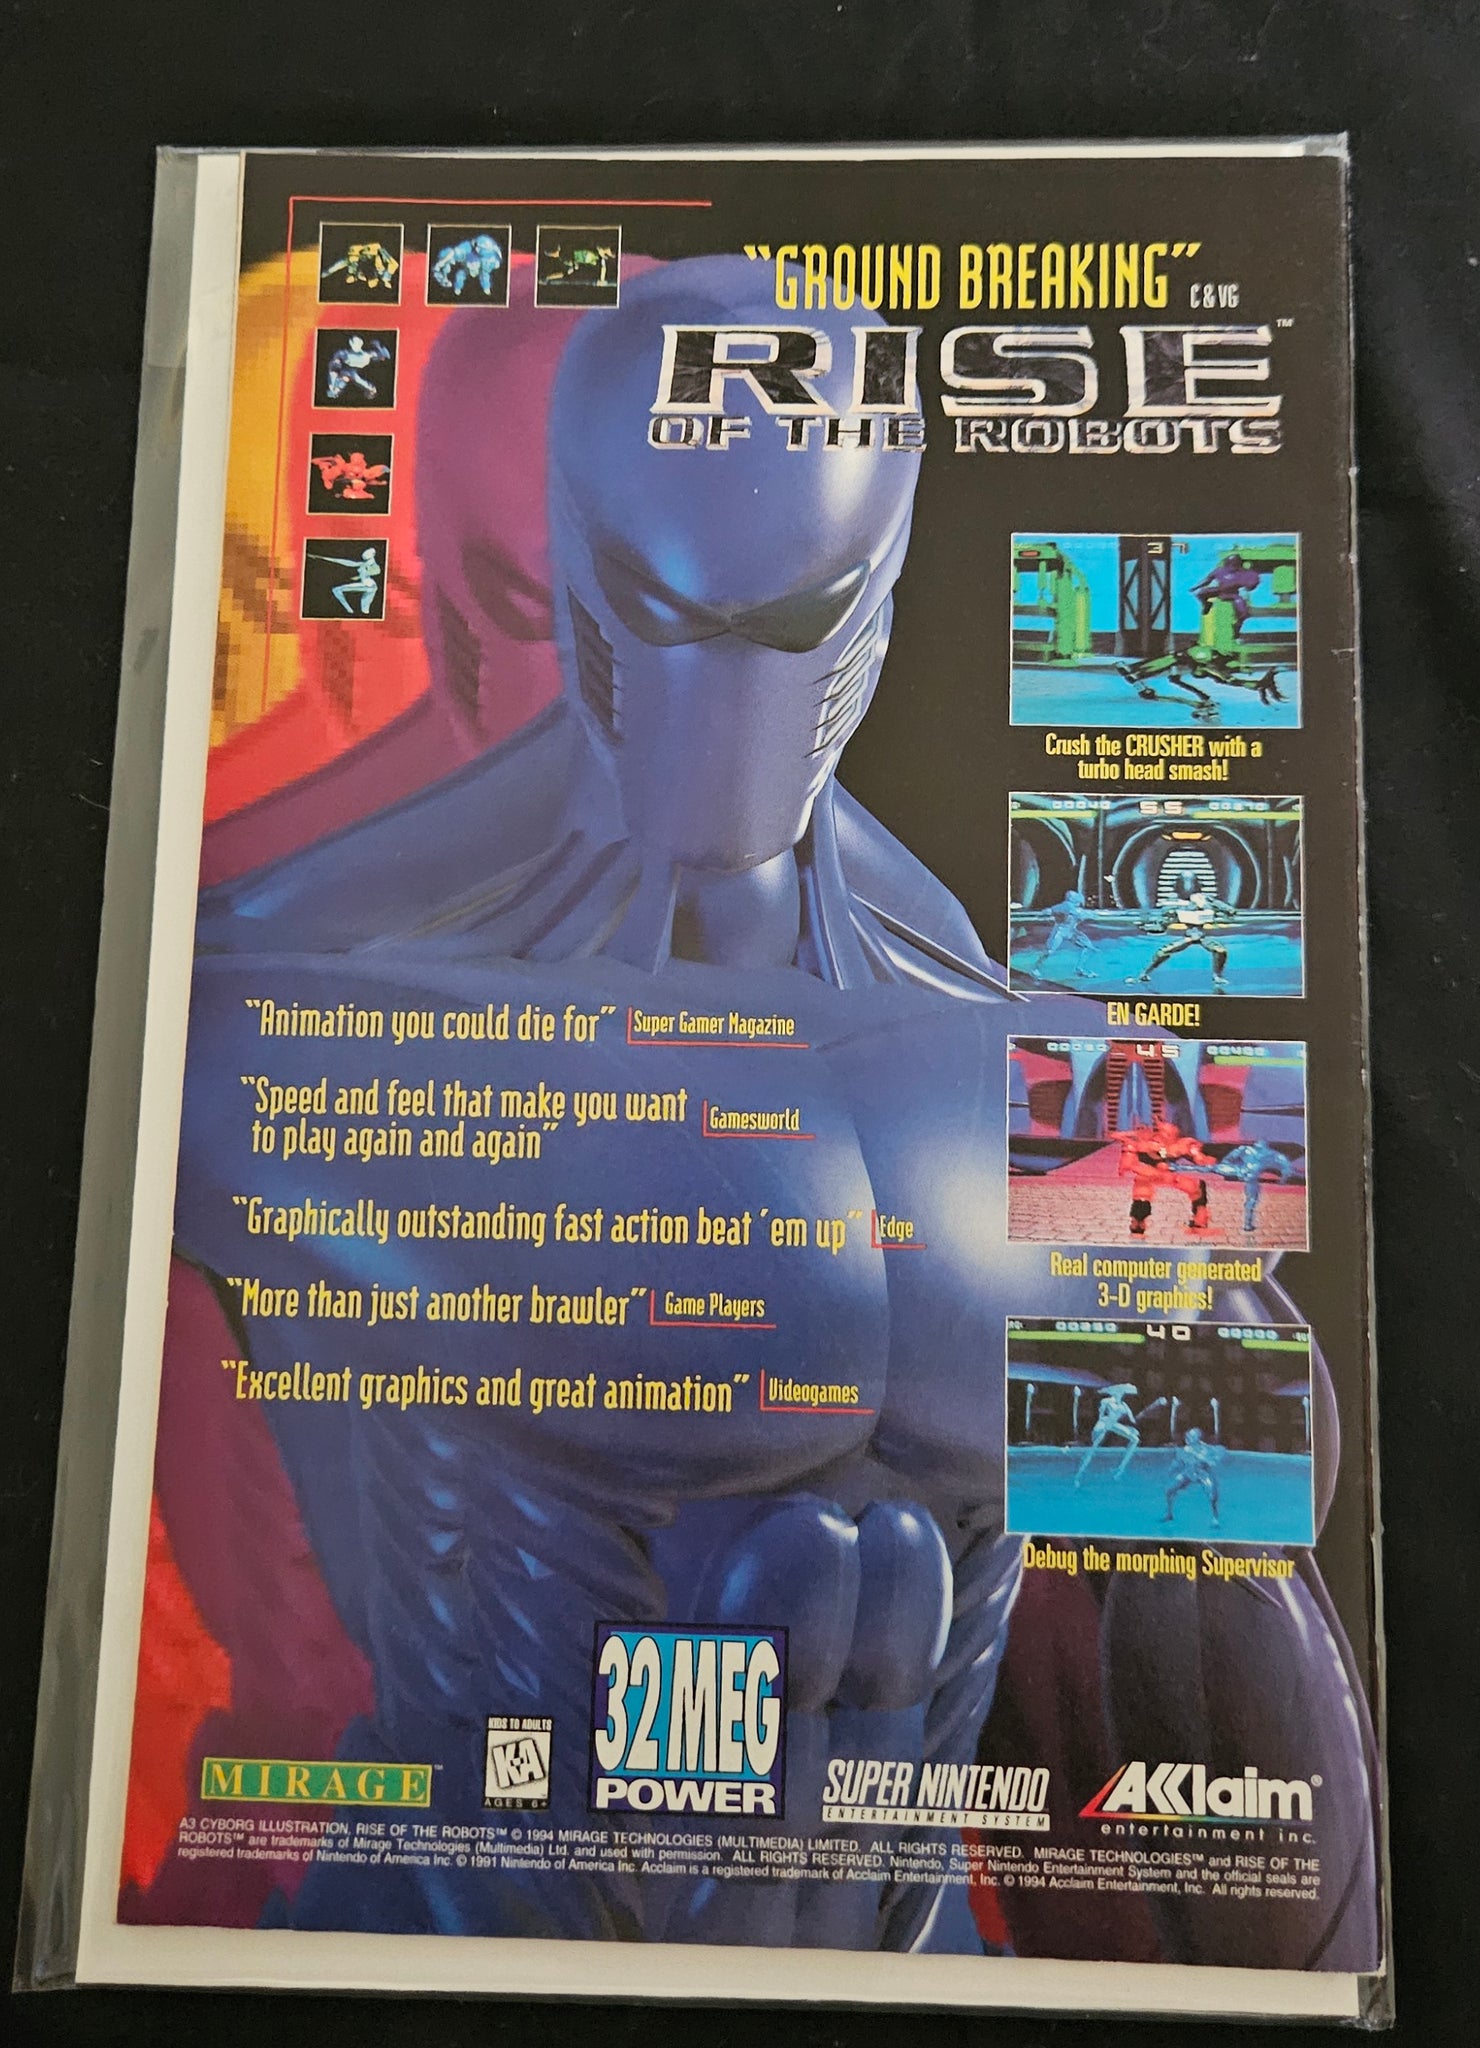 "GROUND BREAKING" C&VG
RISE™
OF THE ROBOTS
Crush the CRUSHER with a
turbo head smash!
EN GARDE!
Real computer generated
3-D graphics!
Debug the morphing Supervisor
"Animation you could die for" Super Gamer Magazine
"Speed and feel that make you want
to play again and again" Gamesworld
"Graphically outstanding fast action beat 'em up" Edge
"More than just another brawler" Game Players
"Excellent graphics and great animation" Videogames
MIRAGE™
KIDS TO ADULTS
K-A
AGES 6+
32 MEG
POWER
SUPER NINTENDO
ENTERTAINMENT SYSTEM
AKKlaim®
entertainment inc.
A3 CYBORG ILLUSTRATION, RISE OF THE ROBOTS™ © 1994 MIRAGE TECHNOLOGIES (MULTIMEDIA) LIMITED. ALL RIGHTS RESERVED. MIRAGE TECHNOLOGIES™ and RISE OF THE
ROBOTS™ are trademarks of Mirage Technologies (Multimedia) Ltd. and used with permission. ALL RIGHTS RESERVED. Nintendo, Super Nintendo Entertainment System and the official seals are
registered trademarks of Nintendo of America Inc. © 1991 Nintendo of America Inc. Acclaim is a registered trademark of Acclaim Entertainment, Inc. © 1994 Acclaim Entertainment, Inc. All rights reserved.